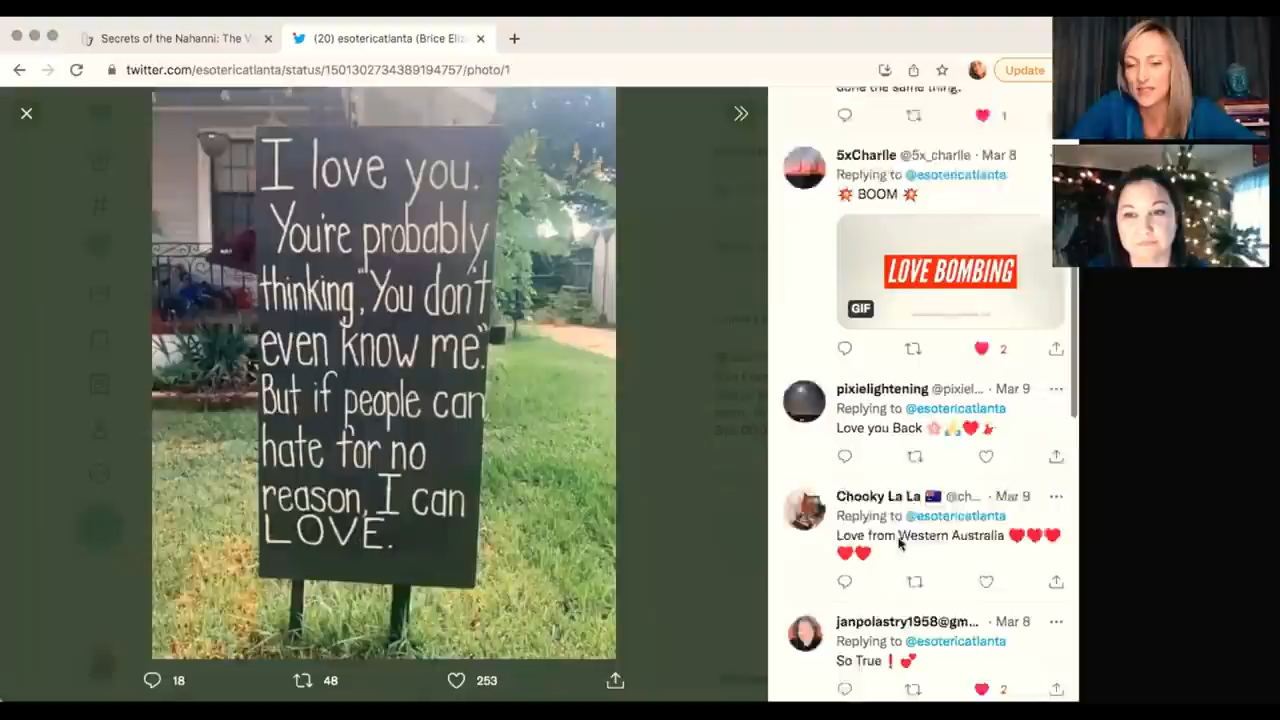 Secrets of the Nahanni: The V
(20) esotericatlanta (Brice Eliz
twitter.com/esotericatlanta/status/1501302734389194757/photo/1
Update
I love you.
You're probably
thinking, "You don't
even know me."
But if people can
hate for no
reason, I can
LOVE.
18
48
253
done the same thing.
1
5xCharlie @5x_charlie · Mar 8
Replying to @esotericatlanta
BOOM
LOVE BOMBING
GIF
2
pixielightening @pixiel... · Mar 9
Replying to @esotericatlanta
Love you Back
Chooky La La @ch... · Mar 9
Replying to @esotericatlanta
Love from Western Australia
janpolastry1958@gm... · Mar 8
Replying to @esotericatlanta
So True
2